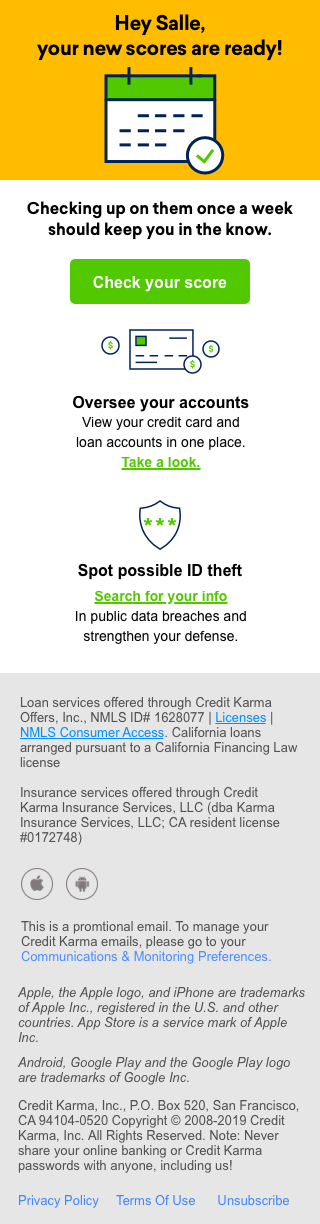 Hey Salle,
your new scores are ready!
Checking up on them once a week
should keep you in the know.
Check your score
$
$
$
Oversee your accounts
View your credit card and
loan accounts in one place.
Take a look.
***
Spot possible ID theft
Search for your info
In public data breaches and
strengthen your defense.
Loan services offered through Credit Karma
Offers, Inc., NMLS ID# 1628077 | Licenses |
NMLS Consumer Access. California loans
arranged pursuant to a California Financing Law
license
Insurance services offered through Credit
Karma Insurance Services, LLC (dba Karma
Insurance Services, LLC; CA resident license
#0172748)
This is a promtional email. To manage your
Credit Karma emails, please go to your
Communications & Monitoring Preferences.
Apple, the Apple logo, and iPhone are trademarks
of Apple Inc., registered in the U.S. and other
countries. App Store is a service mark of Apple
Inc.
Android, Google Play and the Google Play logo
are trademarks of Google Inc.
Credit Karma, Inc., P.O. Box 520, San Francisco,
CA 94104-0520 Copyright © 2008-2019 Credit
Karma, Inc. All Rights Reserved. Note: Never
share your online banking or Credit Karma
passwords with anyone, including us!
Privacy Policy Terms Of Use Unsubscribe